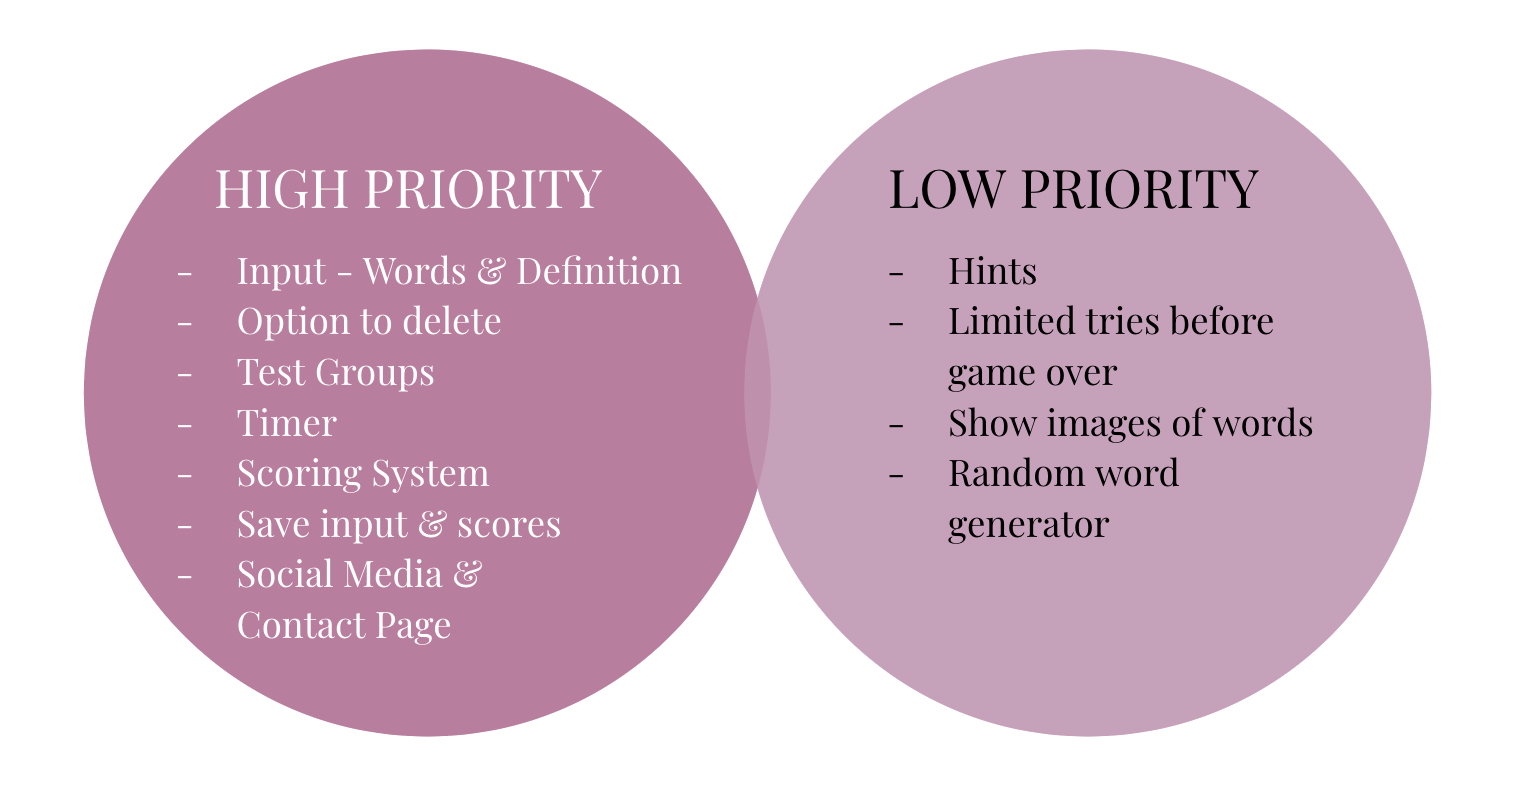 HIGH PRIORITY
- Input - Words & Definition
- Option to delete
- Test Groups
- Timer
- Scoring System
- Save input & scores
- Social Media &
Contact Page
LOW PRIORITY
- Hints
- Limited tries before
game over
- Show images of words
- Random word
generator